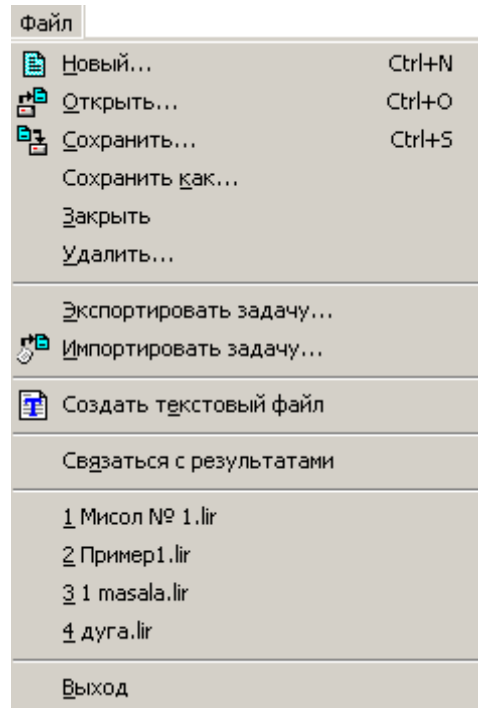 Файл
Новый... Ctrl+N
Открыть... Ctrl+O
Сохранить... Ctrl+S
Сохранить как...
Закрыть
Удалить...
Экспортировать задачу...
Импортировать задачу...
Создать текстовый файл
Связаться с результатами
1 Мисол № 1.lir
2 Пример1.lir
3 1 masala.lir
4 дуга.lir
Выход